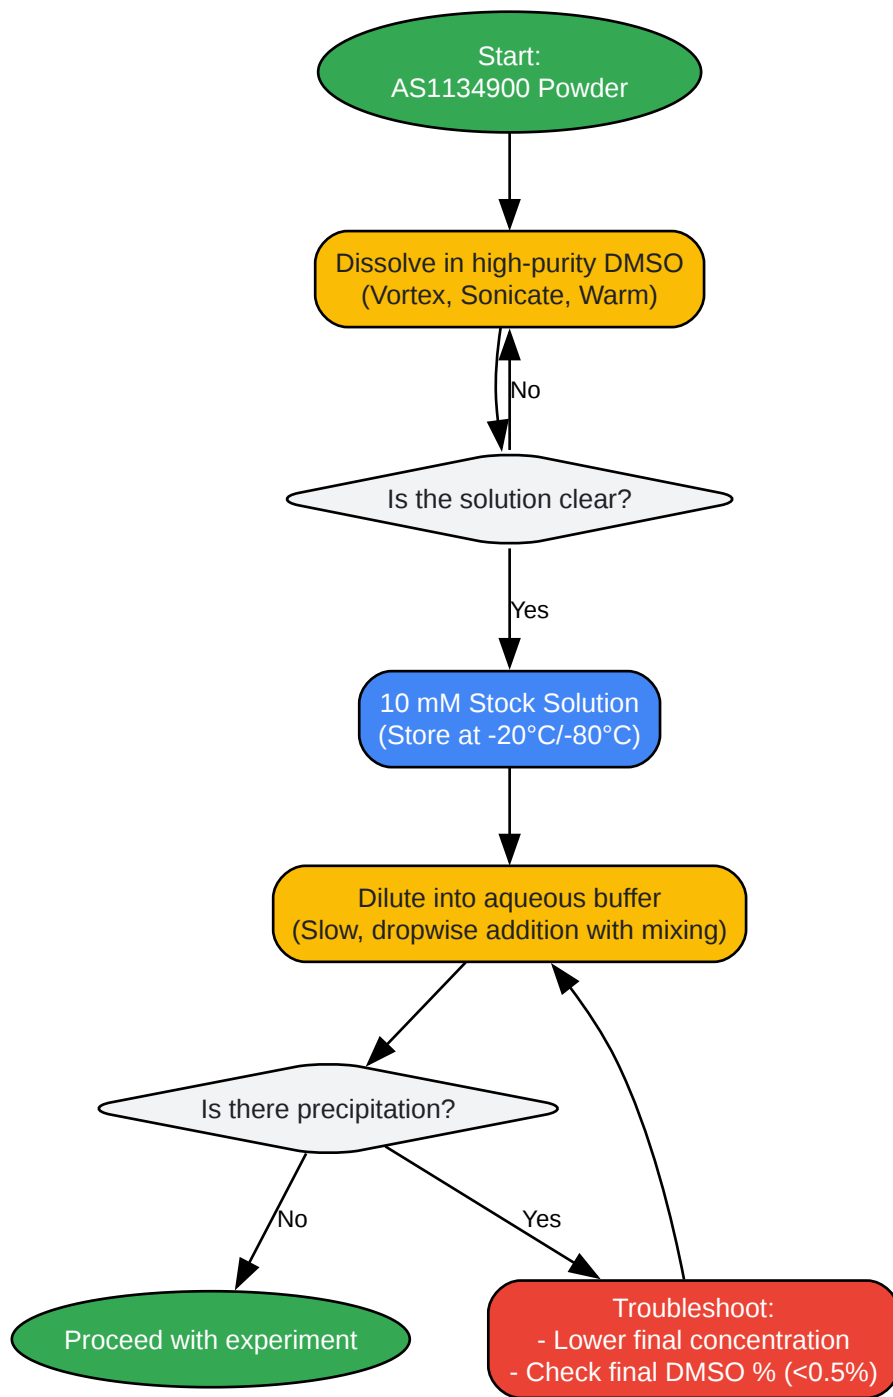 Start:
AS1134900 Powder
Dissolve in high-purity DMSO
(Vortex, Sonicate, Warm)
No
Is the solution clear?
Yes
10 mM Stock Solution
(Store at -20°C/-80°C)
Dilute into aqueous buffer
(Slow, dropwise addition with mixing)
Is there precipitation?
No
Yes
Proceed with experiment
Troubleshoot:
- Lower final concentration
- Check final DMSO % (<0.5%)